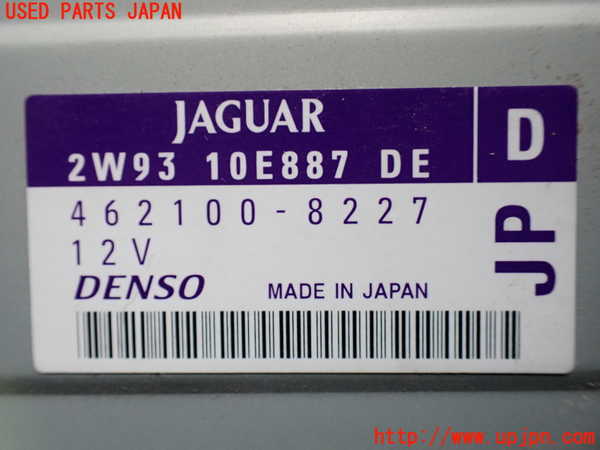 USED PARTS JAPAN
JAGUAR
D
2W93 10E887 DE
462100-8227
JP
12V
DENSO MADE IN JAPAN
http://www.upjpn.com/